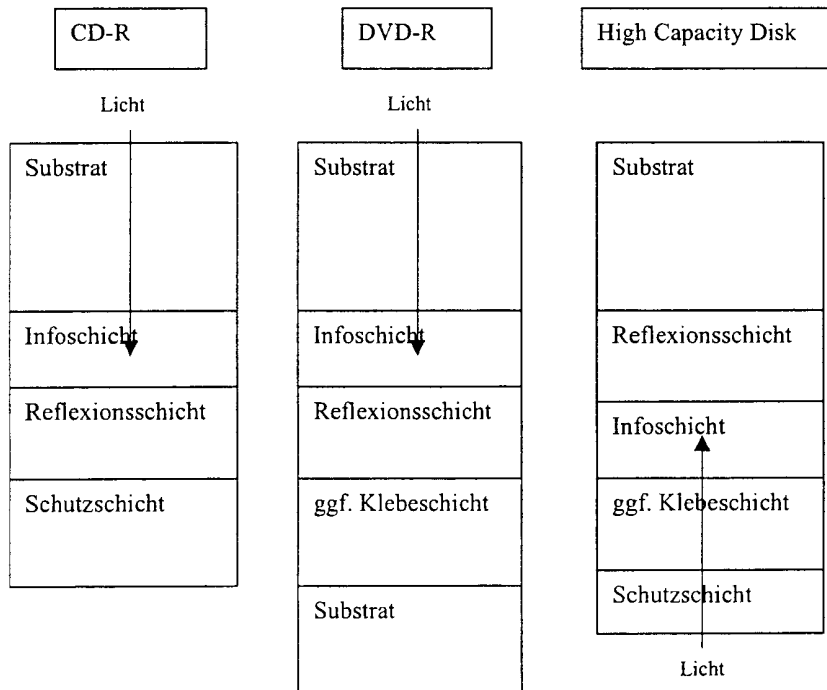 CD-R
DVD-R
High Capacity Disk
Licht
Licht
Substrat
Infoschicht
Reflexionsschicht
Schutzschicht
Substrat
Infoschicht
Reflexionsschicht
ggf. Klebeschicht
Substrat
Substrat
Reflexionsschicht
Infoschicht
ggf. Klebeschicht
Schutzschicht
Licht